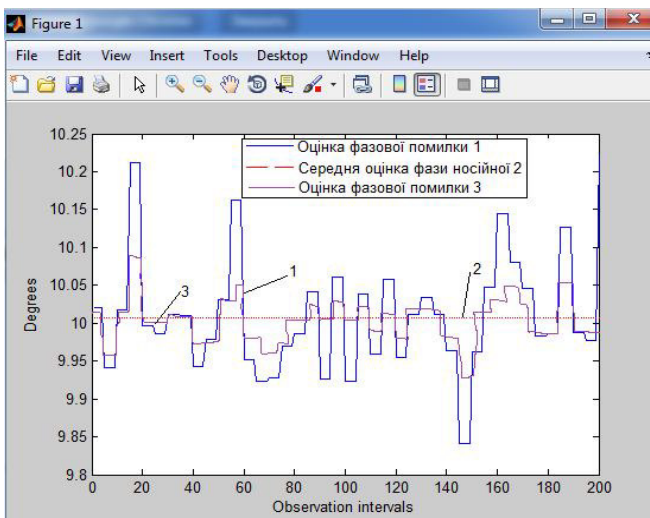 Figure 1
File Edit View Insert Tools Desktop Window Help
10.25
10.2
10.15
10.1
10.05
10
9.95
9.9
9.85
9.8
Degrees
Оцінка фазової помилки 1
Середня оцінка фази носійної 2
Оцінка фазової помилки 3
3
1
2
0 20 40 60 80 100 120 140 160 180 200
Observation intervals